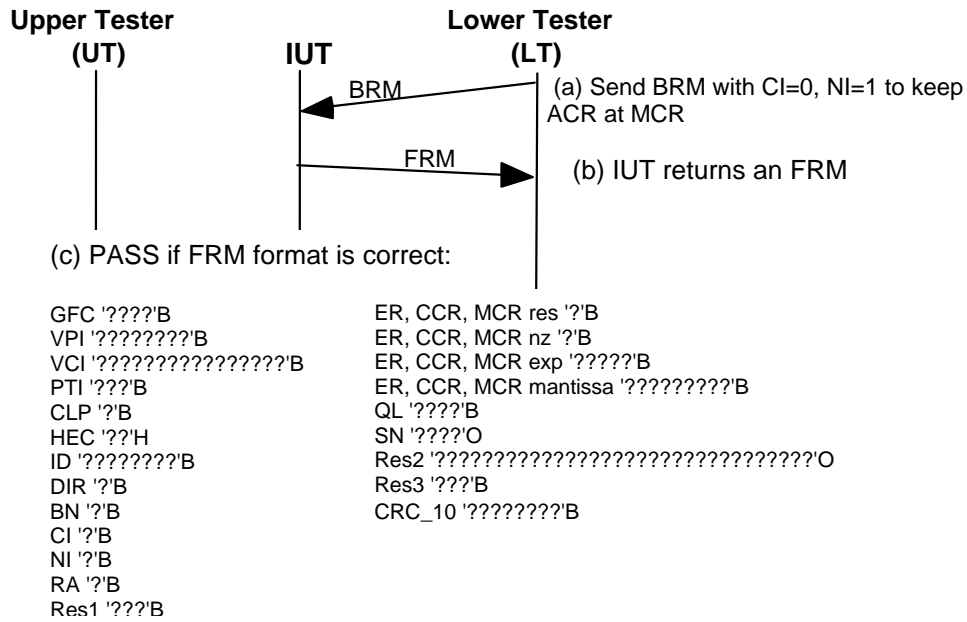 Upper Tester
(UT)
IUT
Lower Tester
(LT)
BRM
(a) Send BRM with CI=0, NI=1 to keep
ACR at MCR
FRM
(b) IUT returns an FRM
(c) PASS if FRM format is correct:
GFC '????'B
VPI '????????'B
VCI '????????????????'B
PTI '???'B
CLP '?'B
HEC '??'H
ID '????????'B
DIR '?'B
BN '?'B
CI '?'B
NI '?'B
RA '?'B
Res1 '???'B
ER, CCR, MCR res '?'B
ER, CCR, MCR nz '?'B
ER, CCR, MCR exp '?????'B
ER, CCR, MCR mantissa '?????????'B
QL '????'B
SN '????'O
Res2 '????????????????????????????????'O
Res3 '???'B
CRC_10 '????????'B